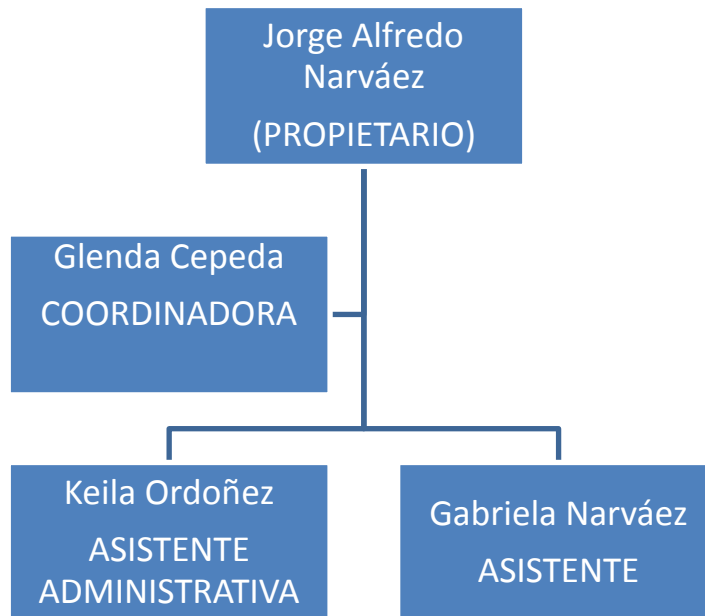 Jorge Alfredo
Narváez
(PROPIETARIO)
Glenda Cepeda
COORDINADORA
Keila Ordoñez
ASISTENTE
ADMINISTRATIVA
Gabriela Narváez
ASISTENTE